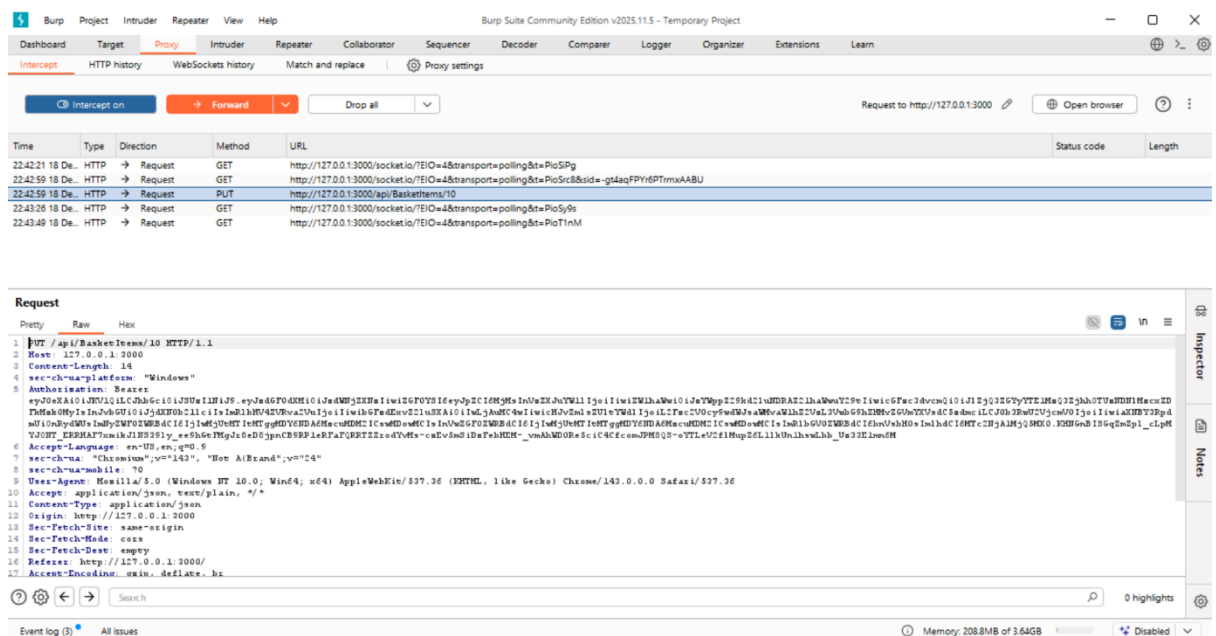 Burp Project Intruder Repeater View Help Burp Suite Community Edition v2025.11.5 - Temporary Project
Dashboard Target Proxy Intruder Repeater Collaborator Sequencer Decoder Comparer Logger Organizer Extensions Learn
Intercept HTTP history WebSockets history Match and replace Proxy settings
Intercept on Forward Drop all Request to http://127.0.0.1:3000 Open browser
Time Type Direction Method URL Status code Length
22:42:21 18 De... HTTP → Request GET http://127.0.0.1:3000/socket.io/?EIO=4&transport=polling&t=PioSiPg
22:42:59 18 De... HTTP → Request GET http://127.0.0.1:3000/socket.io/?EIO=4&transport=polling&t=PioSrc8&sid=-gt4aqFPYr6PTrmxAABU
22:42:59 18 De... HTTP → Request PUT http://127.0.0.1:3000/api/BasketItems/10
22:43:26 18 De... HTTP → Request GET http://127.0.0.1:3000/socket.io/?EIO=4&transport=polling&t=PioSy9s
22:43:49 18 De... HTTP → Request GET http://127.0.0.1:3000/socket.io/?EIO=4&transport=polling&t=PioT1nM
Request
Pretty Raw Hex
\n
Inspector
Notes
1 PUT /api/BasketItems/10 HTTP/1.1
2 Host: 127.0.0.1:3000
3 Content-Length: 14
4 sec-ch-ua-platform: "Windows"
5 Authorization: Bearer
6 Accept-Language: en-US,en;q=0.9
7 sec-ch-ua: "Chromium";v="143", "Not A(Brand";v="24"
8 sec-ch-ua-mobile: ?0
9 User-Agent: Mozilla/5.0 (Windows NT 10.0; Win64; x64) AppleWebKit/537.36 (KHTML, like Gecko) Chrome/143.0.0.0 Safari/537.36
10 Accept: application/json, text/plain, */*
11 Content-Type: application/json
12 Origin: http://127.0.0.1:3000
13 Sec-Fetch-Site: same-origin
14 Sec-Fetch-Mode: cors
15 Sec-Fetch-Dest: empty
16 Referer: http://127.0.0.1:3000/
17 Accept-Encoding: gzip, deflate, br
Search 0 highlights
Event log (3) All issues Memory: 208.8MB of 3.64GB Disabled